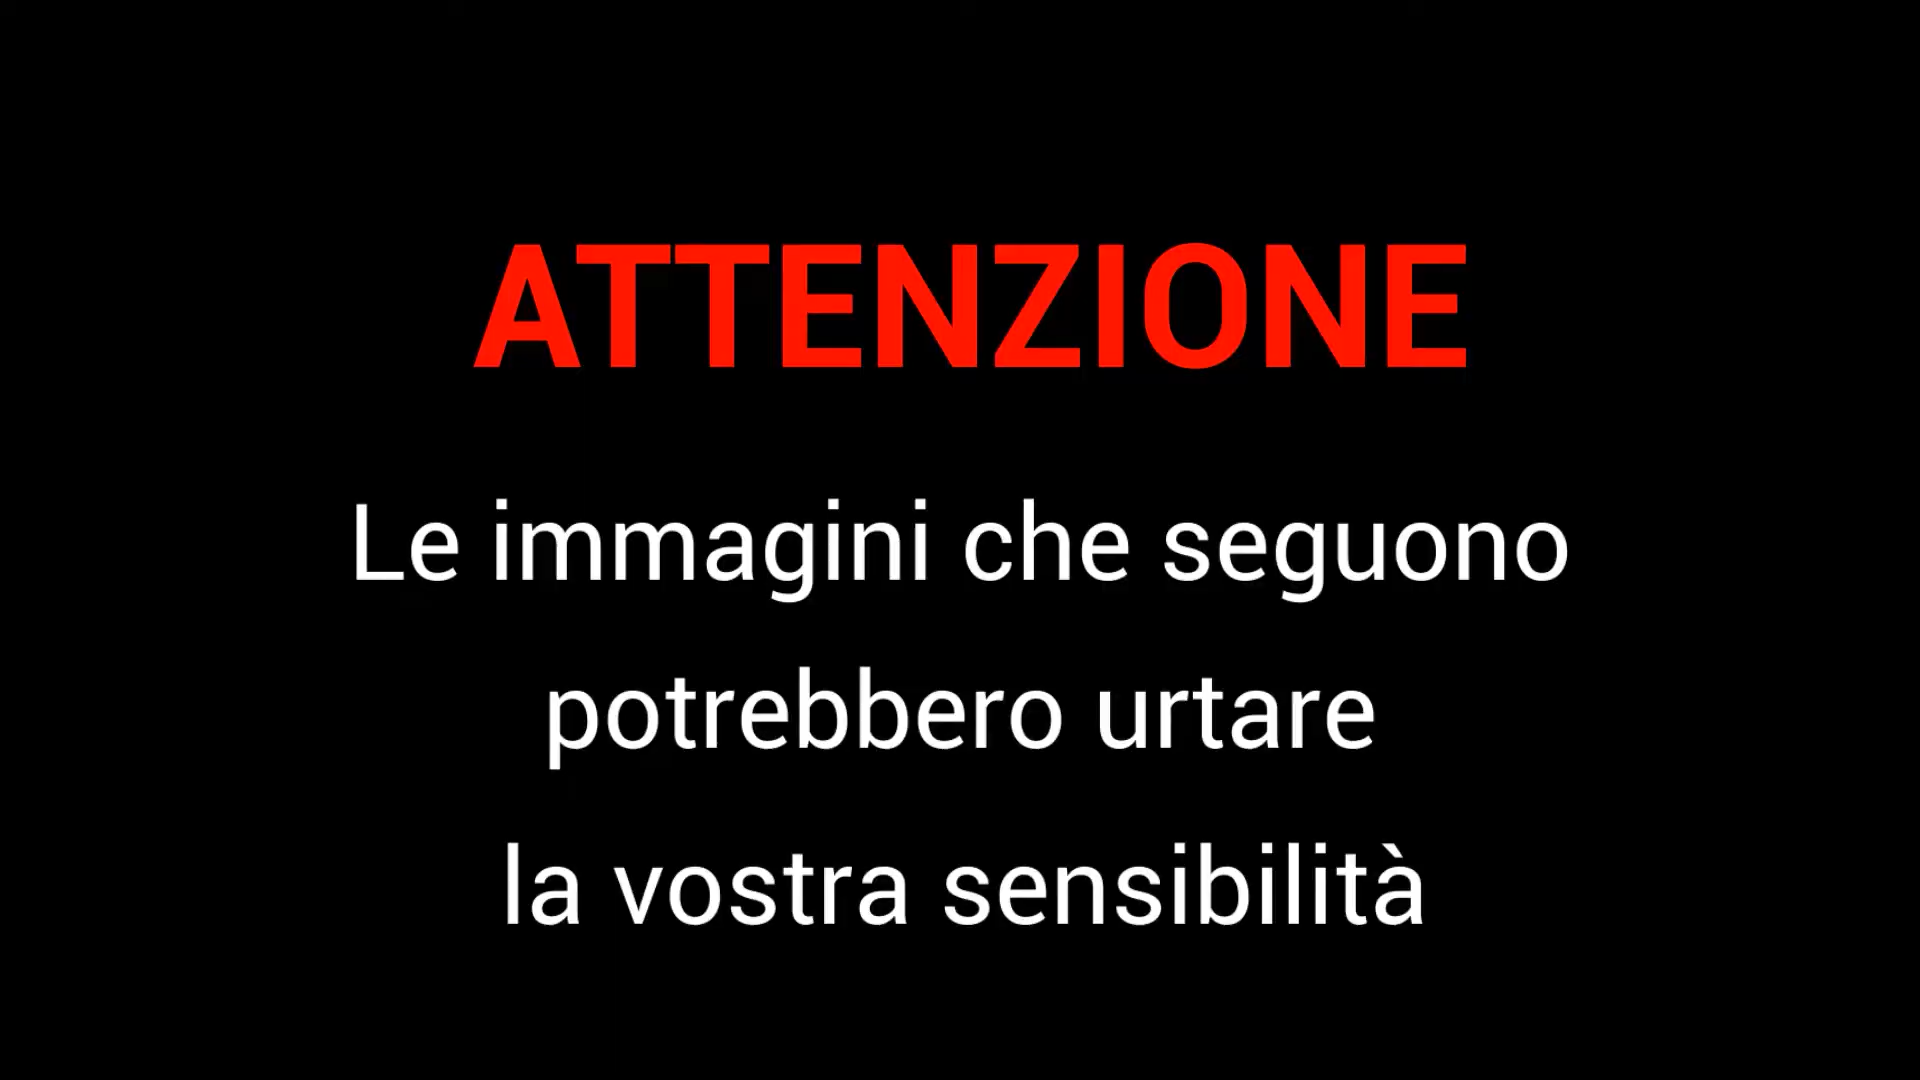 ATTENZIONE
Le immagini che seguono
potrebbero urtare
la vostra sensibilità